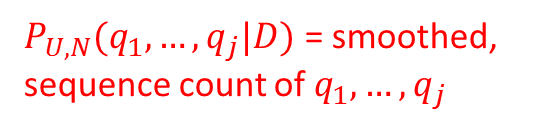 P_{U,N}(q_1, …, q_j|D) = smoothed,
sequence count of q_1, …, q_j